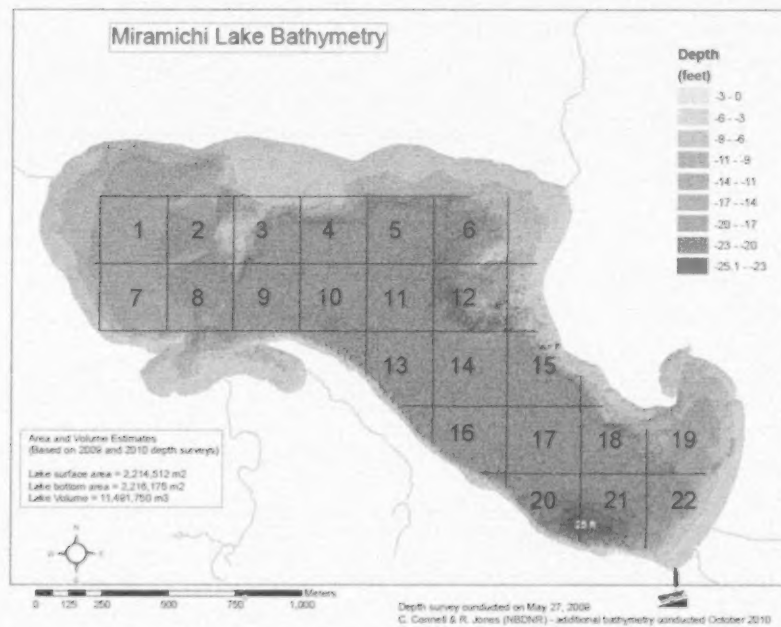 Miramichi Lake Bathymetry
Depth
(feet)
-3 - 0
-6 - -3
-9 - -6
-11 - -9
-14 - -11
-17 - -14
-20 - -17
-23 - -20
-25.1 - -23
1 2 3 4 5 6
7 8 9 10 11 12
13 14 15
16 17 18 19
20 21 22
25 ft
Area and Volume Estimates
(Based on 2009 and 2010 depth surveys)
Lake surface area = 2,214,512 m2
Lake bottom area = 2,216,175 m2
Lake Volume = 11,491,750 m3
N
W E
S
Meters
0 125 250 500 750 1,000
Depth survey conducted on May 27, 2009
C. Connell & R. Jones (NBDNR) - additional bathymetry conducted October 2010